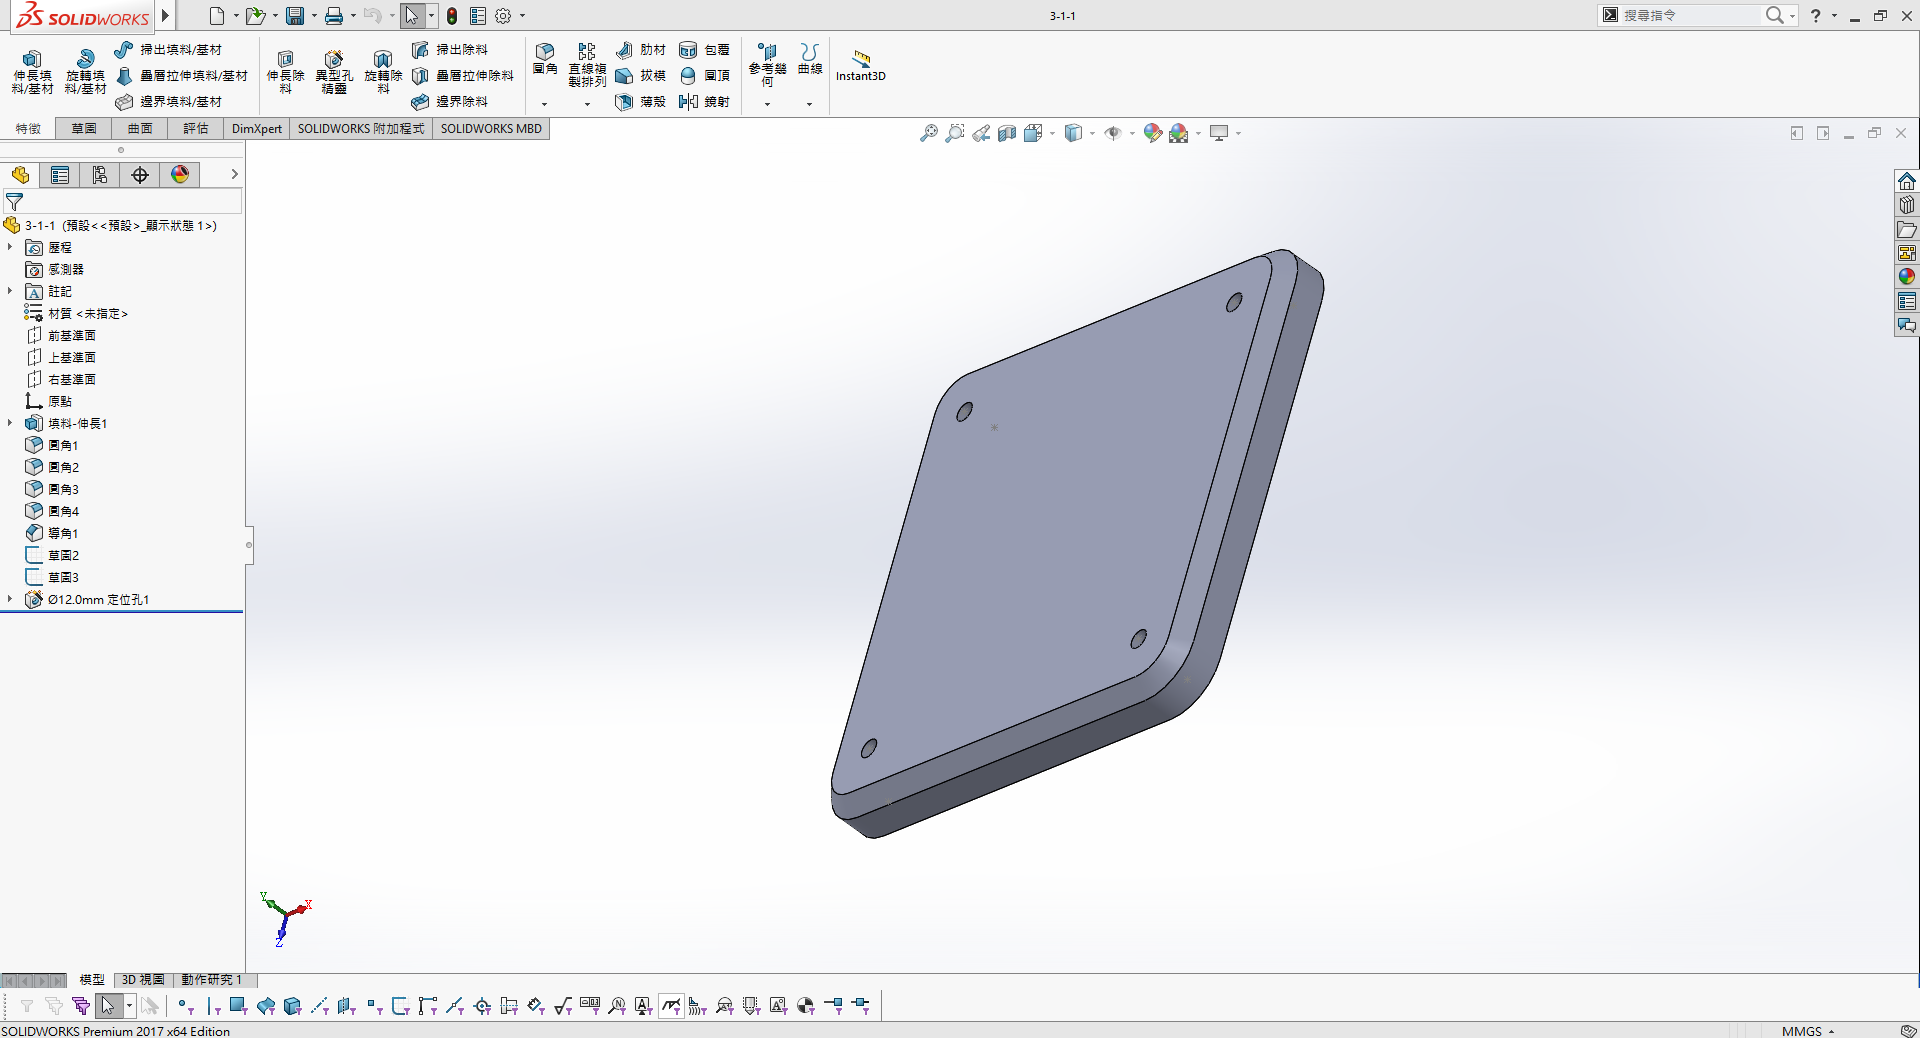 SOLIDWORKS
3-1-1
搜尋指令
伸長填料/基材
旋轉填料/基材
掃出填料/基材
疊層拉伸填料/基材
邊界填料/基材
伸長除料
異型孔精靈
旋轉除料
掃出除料
疊層拉伸除料
邊界除料
圓角
直線複製排列
肋材
拔模
薄殼
包覆
圓頂
鏡射
參考幾何
曲線
Instant3D
特徵
草圖
曲面
評估
DimXpert
SOLIDWORKS 附加程式
SOLIDWORKS MBD
3-1-1 (預設<<預設>_顯示狀態 1>)
歷程
感測器
註記
材質 <未指定>
前基準面
上基準面
右基準面
原點
填料-伸長1
圓角1
圓角2
圓角3
圓角4
導角1
草圖2
草圖3
Ø12.0mm 定位孔1
Y
X
Z
模型
3D 視圖
動作研究 1
SOLIDWORKS Premium 2017 x64 Edition
MMGS